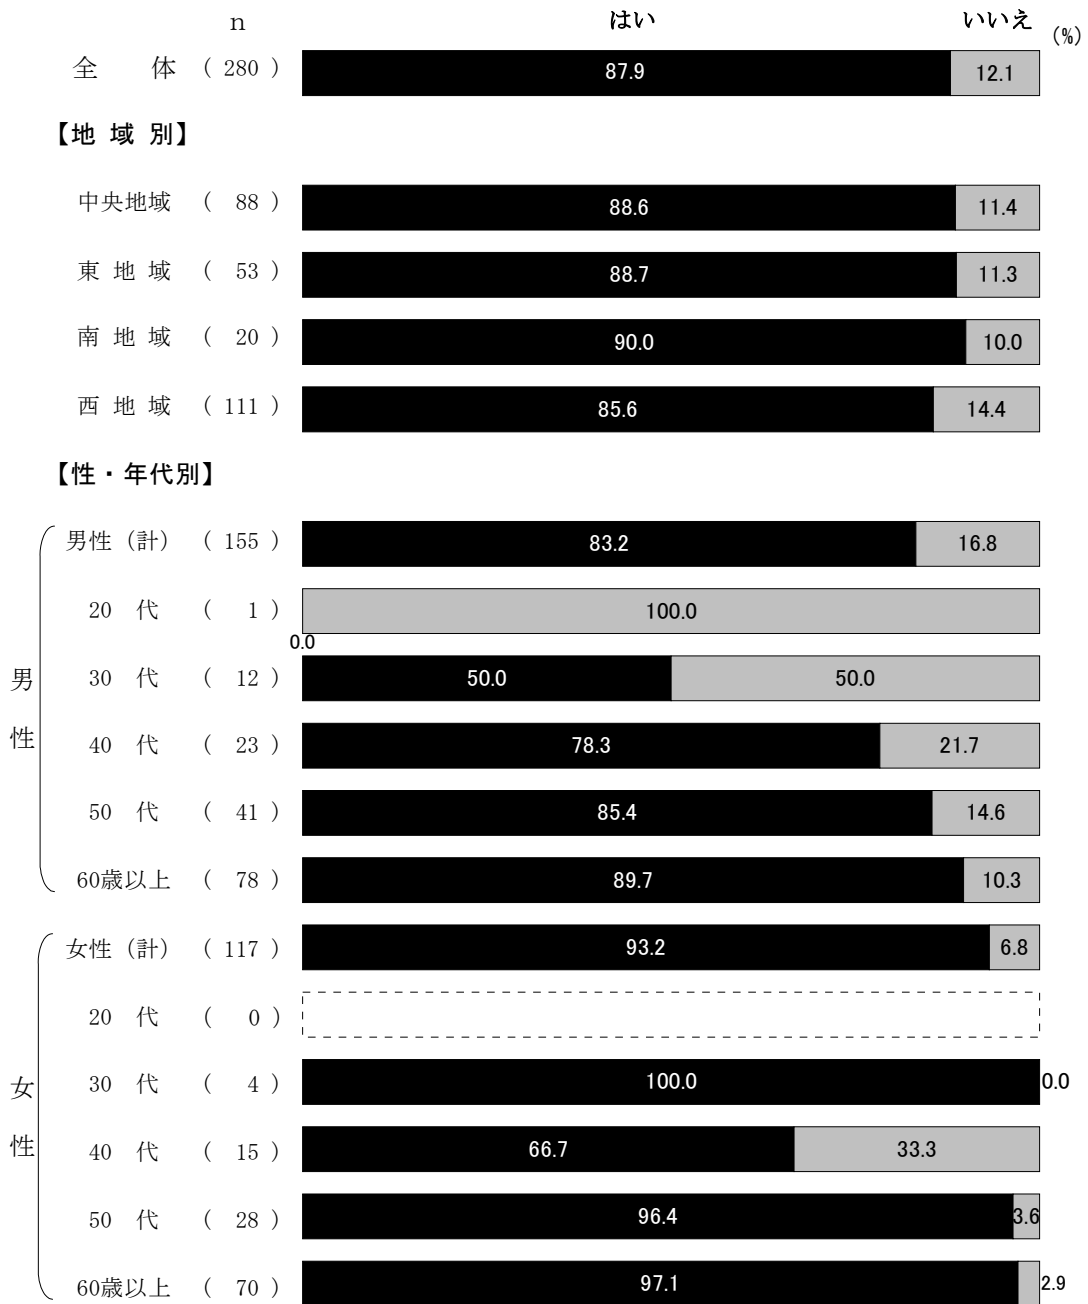 n はい いいえ (%)
全 体 ( 280 ) 87.9 12.1
【地 域 別】
中央地域 ( 88 ) 88.6 11.4
東 地 域 ( 53 ) 88.7 11.3
南 地 域 ( 20 ) 90.0 10.0
西 地 域 ( 111 ) 85.6 14.4
【性・年代別】
男性（計） ( 155 ) 83.2 16.8
20 代 ( 1 ) 100.0
0.0
男性
30 代 ( 12 ) 50.0 50.0
40 代 ( 23 ) 78.3 21.7
50 代 ( 41 ) 85.4 14.6
60歳以上 ( 78 ) 89.7 10.3
女性（計） ( 117 ) 93.2 6.8
20 代 ( 0 )
女性
30 代 ( 4 ) 100.0 0.0
40 代 ( 15 ) 66.7 33.3
50 代 ( 28 ) 96.4 3.6
60歳以上 ( 70 ) 97.1 2.9